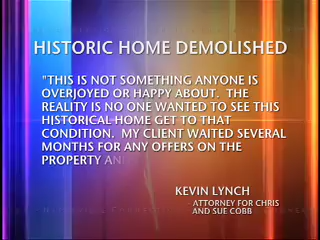 HISTORIC HOME DEMOLISHED
"THIS IS NOT SOMETHING ANYONE IS
OVERJOYED OR HAPPY ABOUT. THE
REALITY IS NO ONE WANTED TO SEE THIS
HISTORICAL HOME GET TO THAT
CONDITION. MY CLIENT WAITED SEVERAL
MONTHS FOR ANY OFFERS ON THE
PROPERTY AN
KEVIN LYNCH
ATTORNEY FOR CHRIS
AND SUE COBB